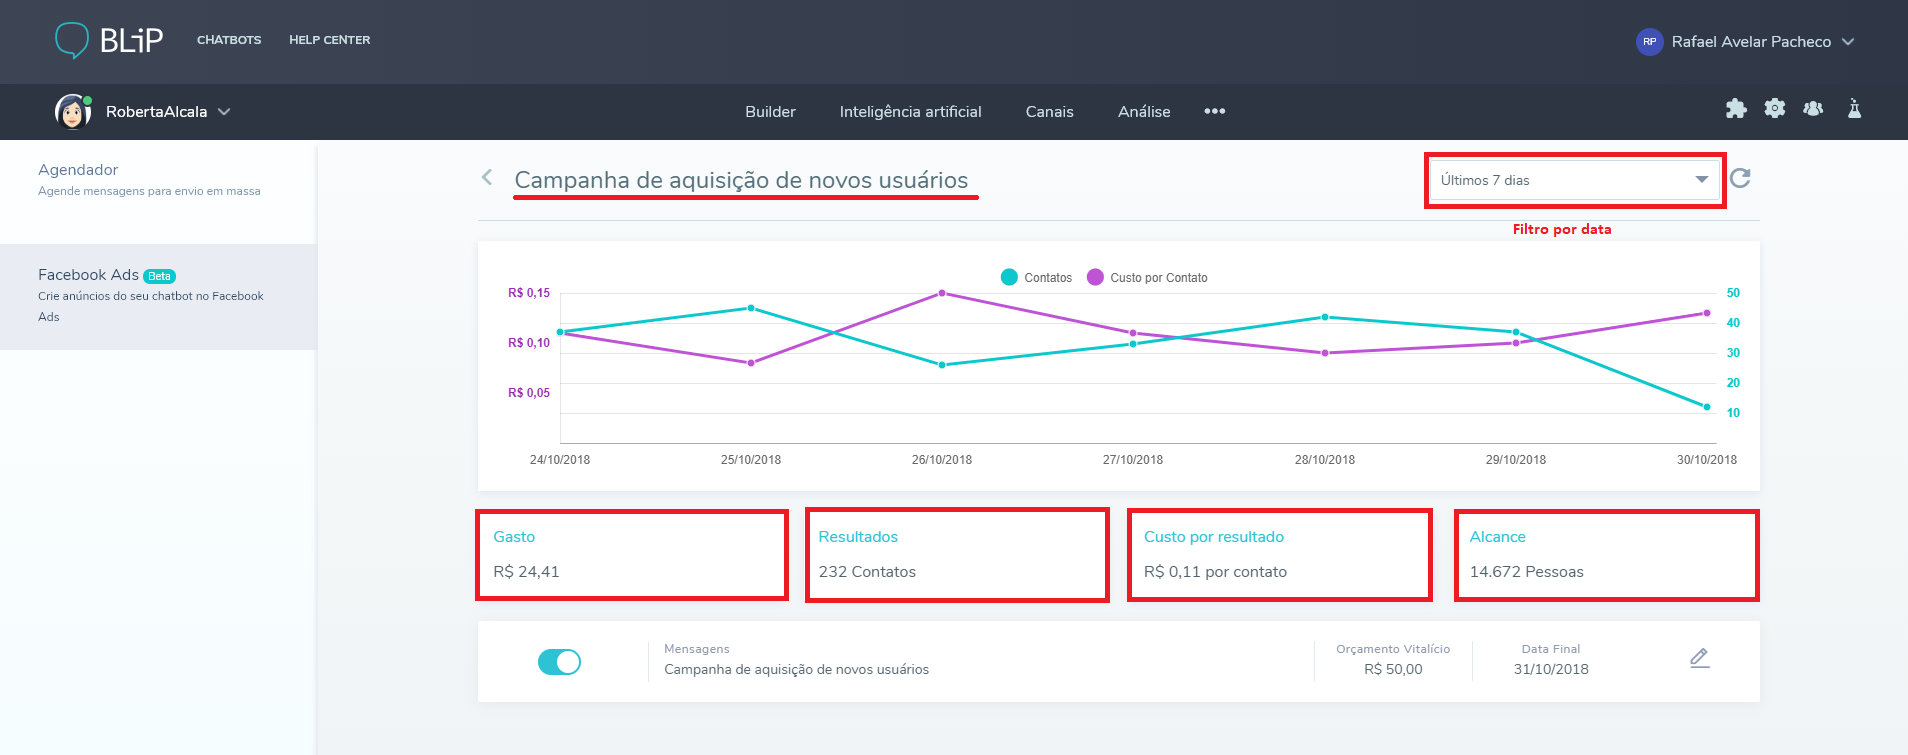 BLiP CHATBOTS HELP CENTER RP Rafael Avelar Pacheco
RobertaAlcala Builder Inteligência artificial Canais Análise •••
Agendador
Agende mensagens para envio em massa
Facebook Ads Beta
Crie anúncios do seu chatbot no Facebook
Ads
Campanha de aquisição de novos usuários
Últimos 7 dias
Filtro por data
Contatos Custo por Contato
R$ 0,15
R$ 0,10
R$ 0,05
50
40
30
20
10
24/10/2018 25/10/2018 26/10/2018 27/10/2018 28/10/2018 29/10/2018 30/10/2018
Gasto
R$ 24,41
Resultados
232 Contatos
Custo por resultado
R$ 0,11 por contato
Alcance
14.672 Pessoas
Mensagens
Campanha de aquisição de novos usuários
Orçamento Vitalício
R$ 50,00
Data Final
31/10/2018